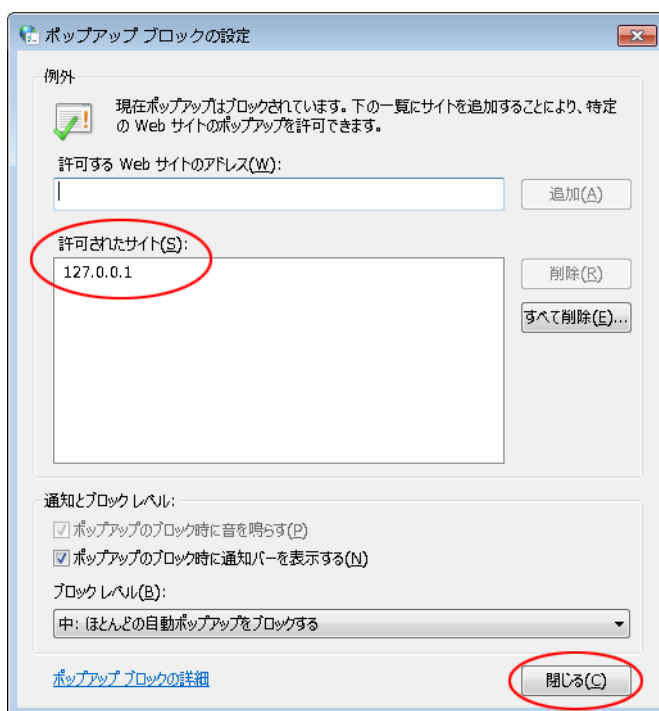 ポップアップ ブロックの設定
例外
現在ポップアップはブロックされています。下の一覧にサイトを追加することにより、特定
の Web サイトのポップアップを許可できます。
許可する Web サイトのアドレス(W):
追加(A)
許可されたサイト(S):
127.0.0.1
削除(R)
すべて削除(E)...
通知とブロック レベル:
ポップアップのブロック時に音を鳴らす(P)
ポップアップのブロック時に通知バーを表示する(N)
ブロック レベル(B):
中: ほとんどの自動ポップアップをブロックする
ポップアップ ブロックの詳細
閉じる(C)